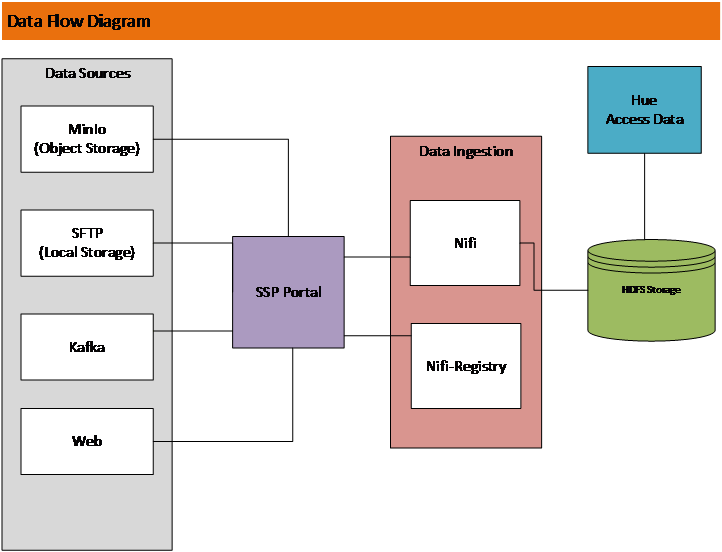 Data Flow Diagram
Data Sources
MinIo
(Object Storage)
SFTP
(Local Storage)
Kafka
Web
SSP Portal
Data Ingestion
Nifi
Nifi-Registry
Hue
Access Data
HDFS Storage